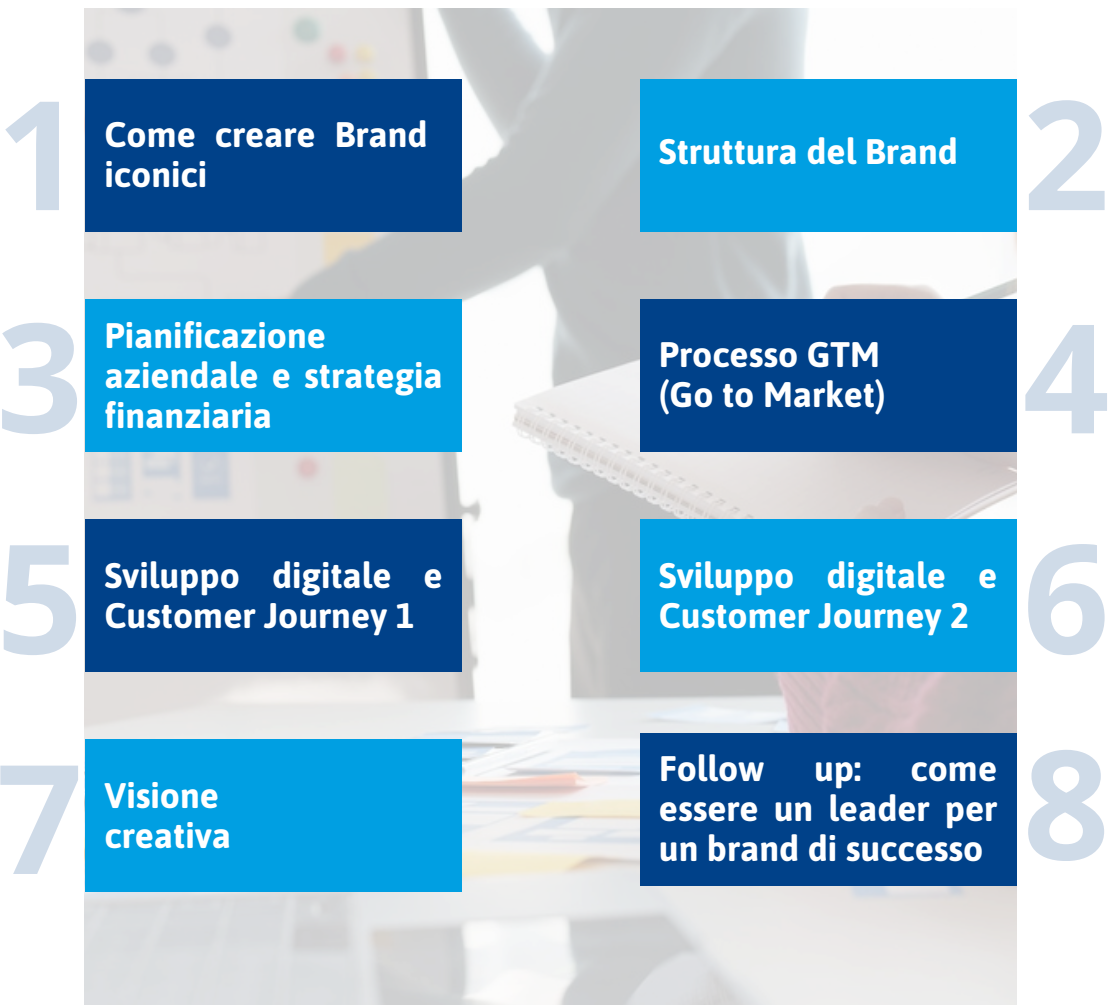 1
Come creare Brand
iconici
2
Struttura del Brand
3
Pianificazione
aziendale e strategia
finanziaria
4
Processo GTM
(Go to Market)
5
Sviluppo digitale e
Customer Journey 1
6
Sviluppo digitale e
Customer Journey 2
7
Visione
creativa
8
Follow up: come
essere un leader per
un brand di successo